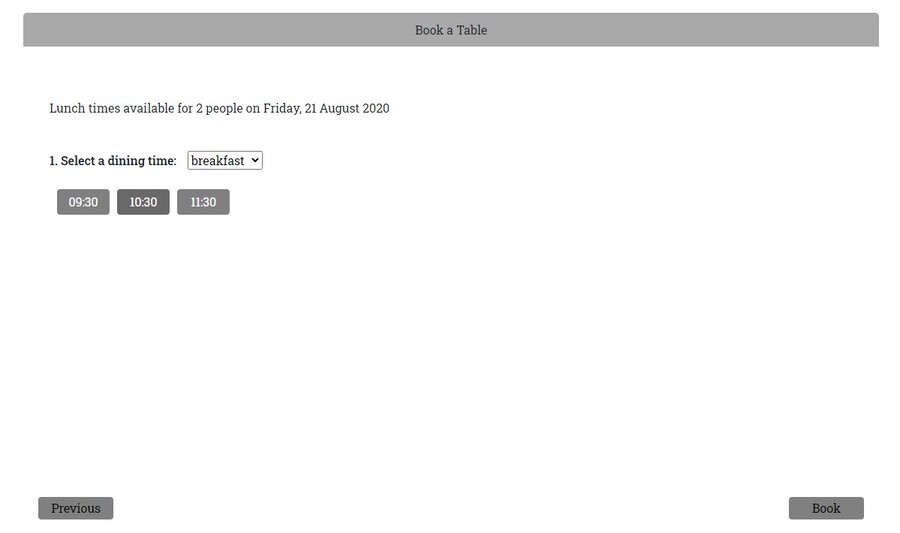 Book a Table
Lunch times available for 2 people on Friday, 21 August 2020
1. Select a dining time: breakfast
09:30 10:30 11:30
Previous Book